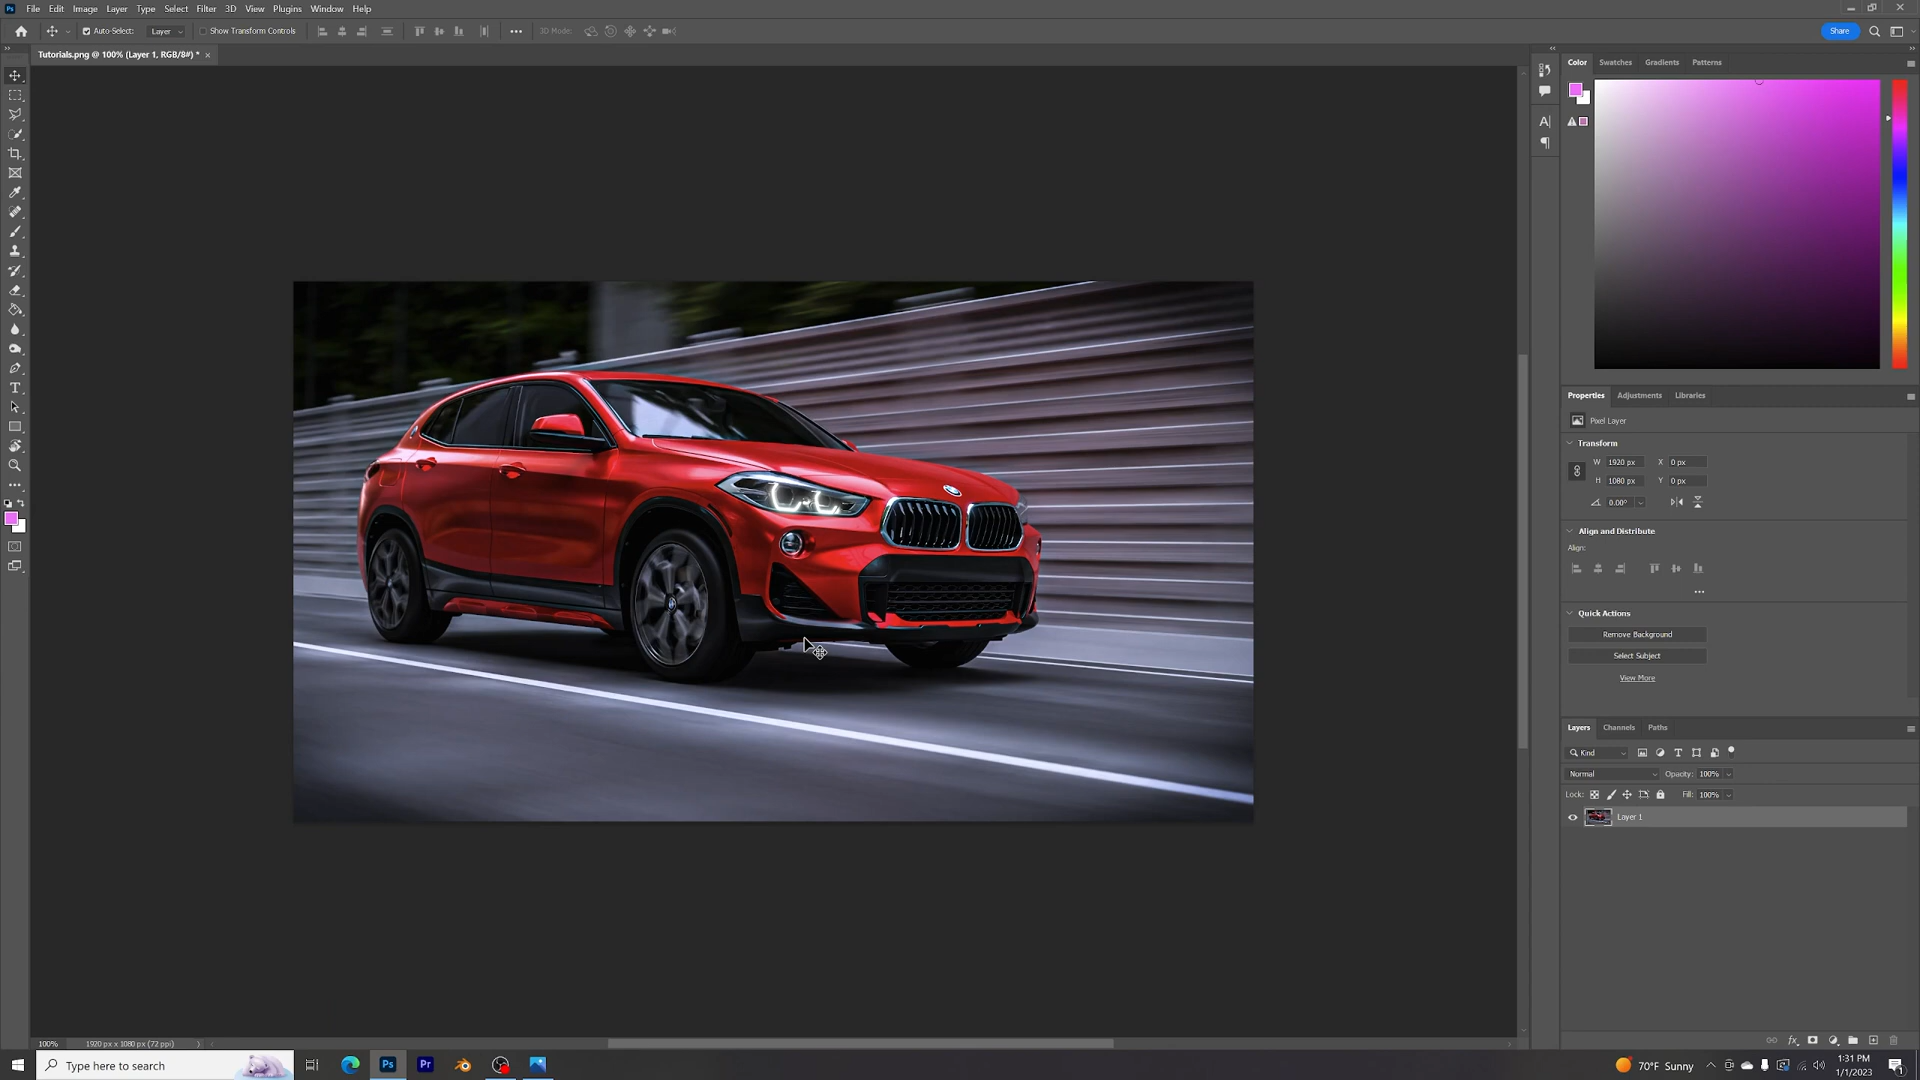 File Edit Image Layer Type Select Filter 3D View Plugins Window Help
Auto-Select: Layer Show Transform Controls 3D Mode: Share
Tutorials.png @ 100% (Layer 1, RGB/8#) *
Color Swatches Gradients Patterns
Properties Adjustments Libraries
Pixel Layer
Transform
W 1920 px X 0 px
H 1080 px Y 0 px
0.00°
Align and Distribute
Align:
Quick Actions
Remove Background
Select Subject
View More
Layers Channels Paths
Kind
Normal Opacity: 100%
Lock: Fill: 100%
Layer 1
100% 1920 px x 1080 px (72 ppi)
Type here to search
70°F Sunny
1:31 PM
1/1/2023